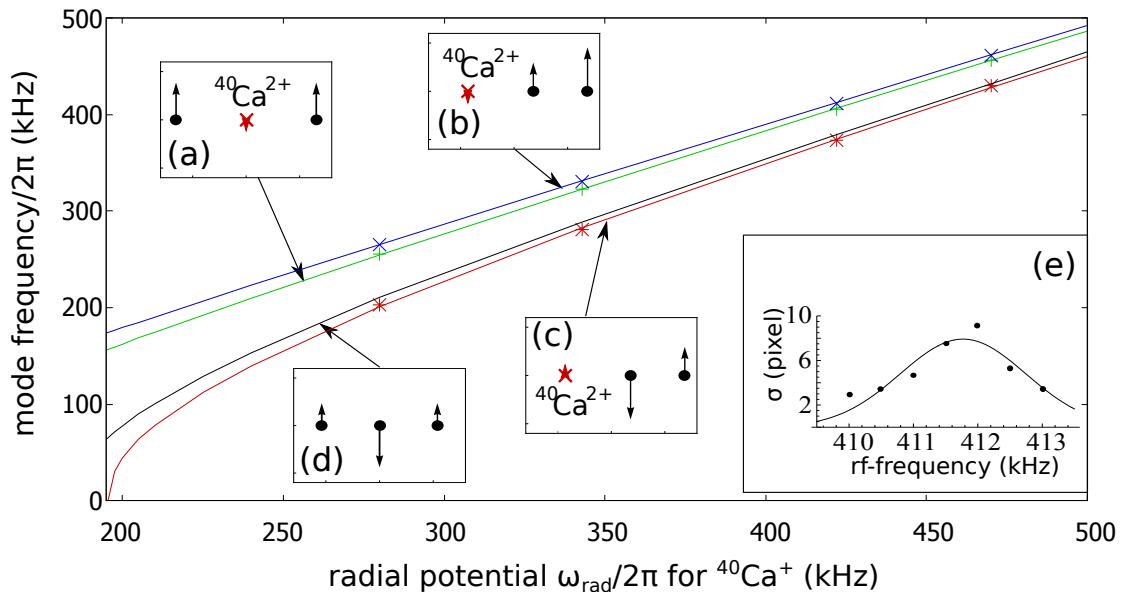 500
400
300
200
100
0
mode frequency/2π (kHz)
200
250
300
350
400
450
500
radial potential ω_rad/2π for ⁴⁰Ca⁺ (kHz)
⁴⁰Ca²⁺
(a)
⁴⁰Ca²⁺
(b)
(c)
⁴⁰Ca²⁺
(d)
(e)
10
6
2
σ (pixel)
410
411
412
413
rf-frequency (kHz)